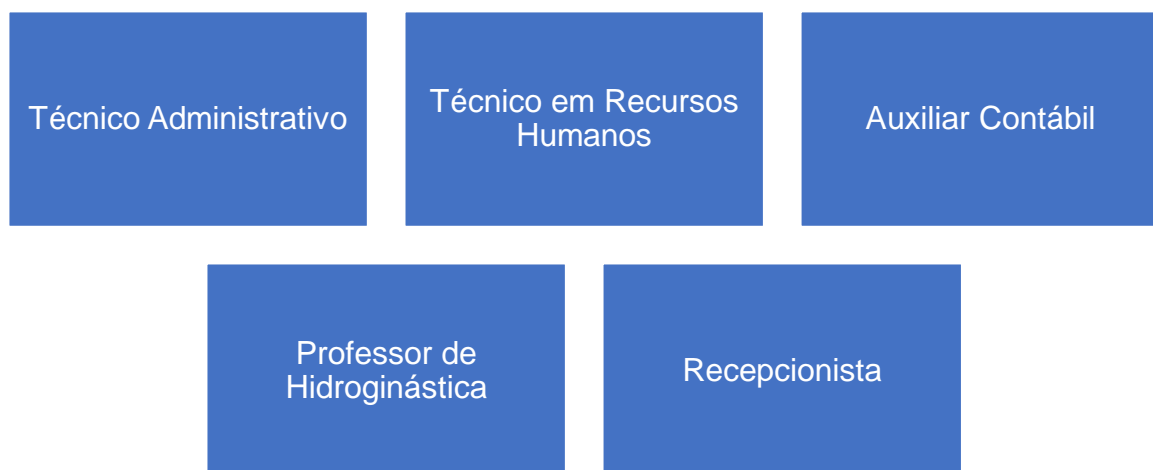 Técnico Administrativo
Técnico em Recursos
Humanos
Auxiliar Contábil
Professor de
Hidroginástica
Recepcionista